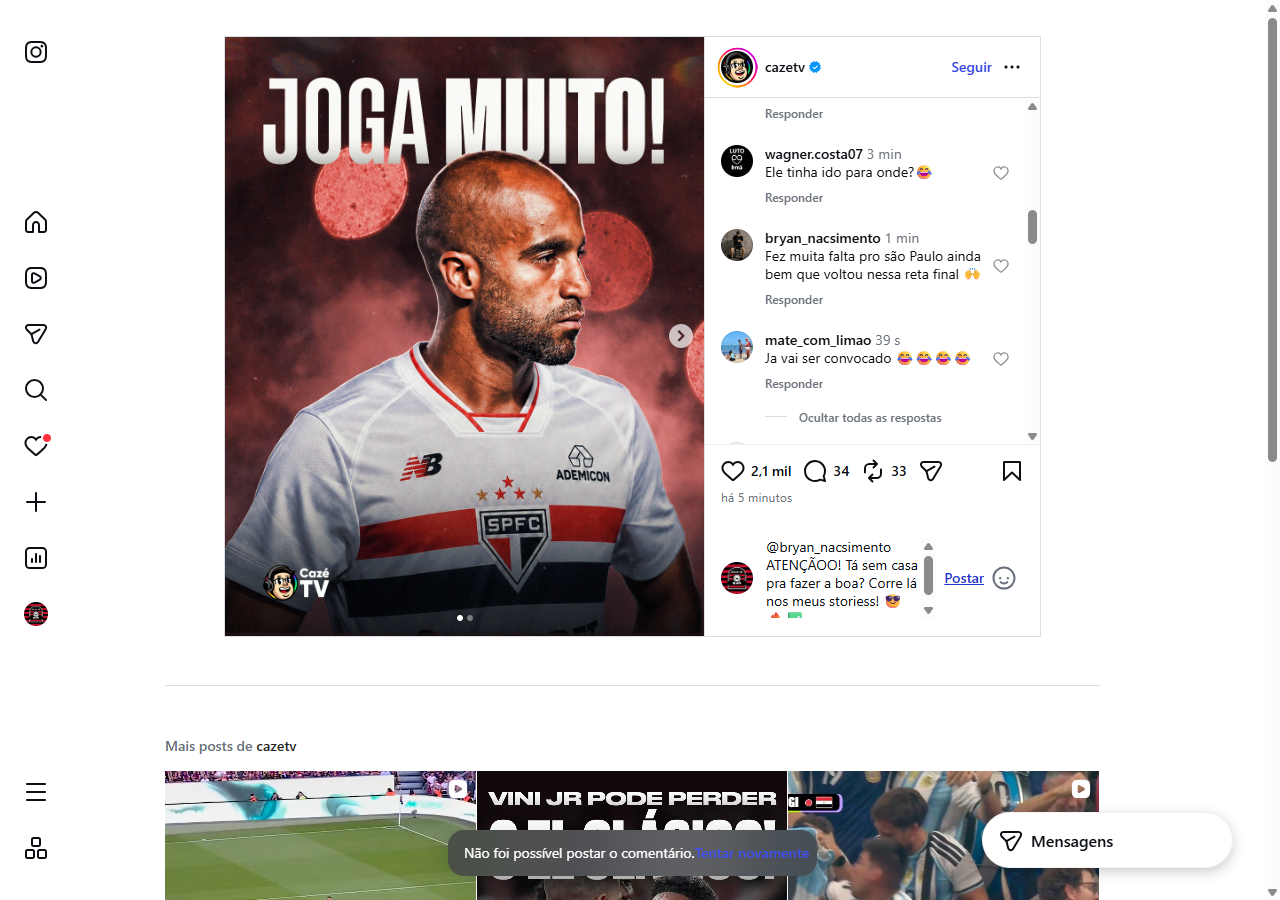 JOGA MUITO!
ADEMICON
SPFC
Cazé
TV
cazetv
Seguir
Responder
wagner.costa07 3 min
Ele tinha ido para onde?😂
Responder
bryan_nacsimento 1 min
Fez muita falta pro são Paulo ainda
bem que voltou nessa reta final 🙌
Responder
mate_com_limao 39 s
Ja vai ser convocado 😂😂😂😂
Responder
Ocultar todas as respostas
2,1 mil
34
33
há 5 minutos
@bryan_nacsimento
ATENÇÃOO! Tá sem casa
pra fazer a boa? Corre lá
nos meus storiess! 😎
Postar
Mais posts de cazetv
VINI JR PODE PERDER
O EL CLÁSICO!
Não foi possível postar o comentário.Tentar novamente
Mensagens